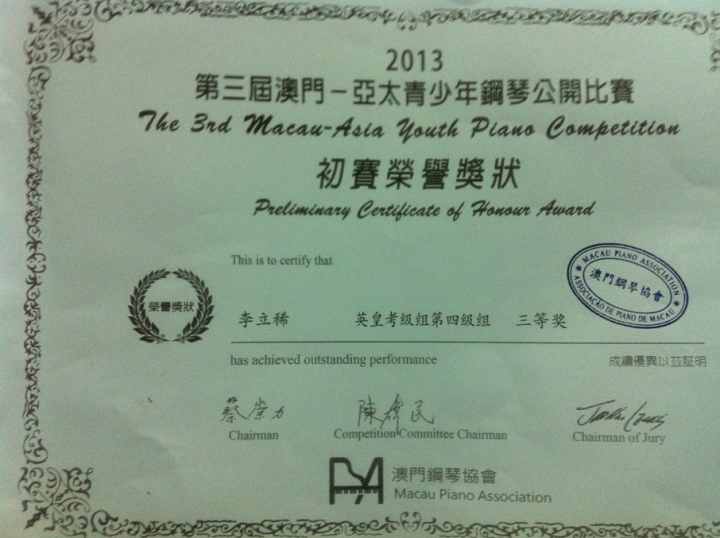 2013
第三屆澳門－亞太青少年鋼琴公開比賽
The 3rd Macau-Asia Youth Piano Competition
初賽榮譽獎狀
Preliminary Certificate of Honour Award
This is to certify that
MACAU PIANO ASSOCIATION
澳門鋼琴協會
ASSOCIAÇÃO DE PIANO DE MACAU
榮譽獎狀
李立稀 英皇考级组第四级组 三等奖
has achieved outstanding performance 成績優異以茲証明
蔡崇力
Chairman Competition Committee Chairman Chairman of Jury
澳門鋼琴協會
Macau Piano Association